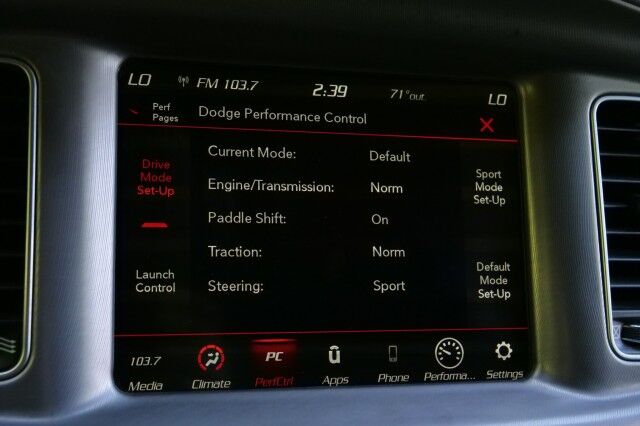 LO FM 103.7 2:39 71°out. LO
Perf
Pages
Dodge Performance Control
Drive
Mode
Set-Up
Launch
Control
Current Mode: Default
Engine/Transmission: Norm
Paddle Shift: On
Traction: Norm
Steering: Sport
Sport
Mode
Set-Up
Default
Mode
Set-Up
103.7
Media
Climate
PC
PerfCtrl
Apps
Phone
Performa...
Settings